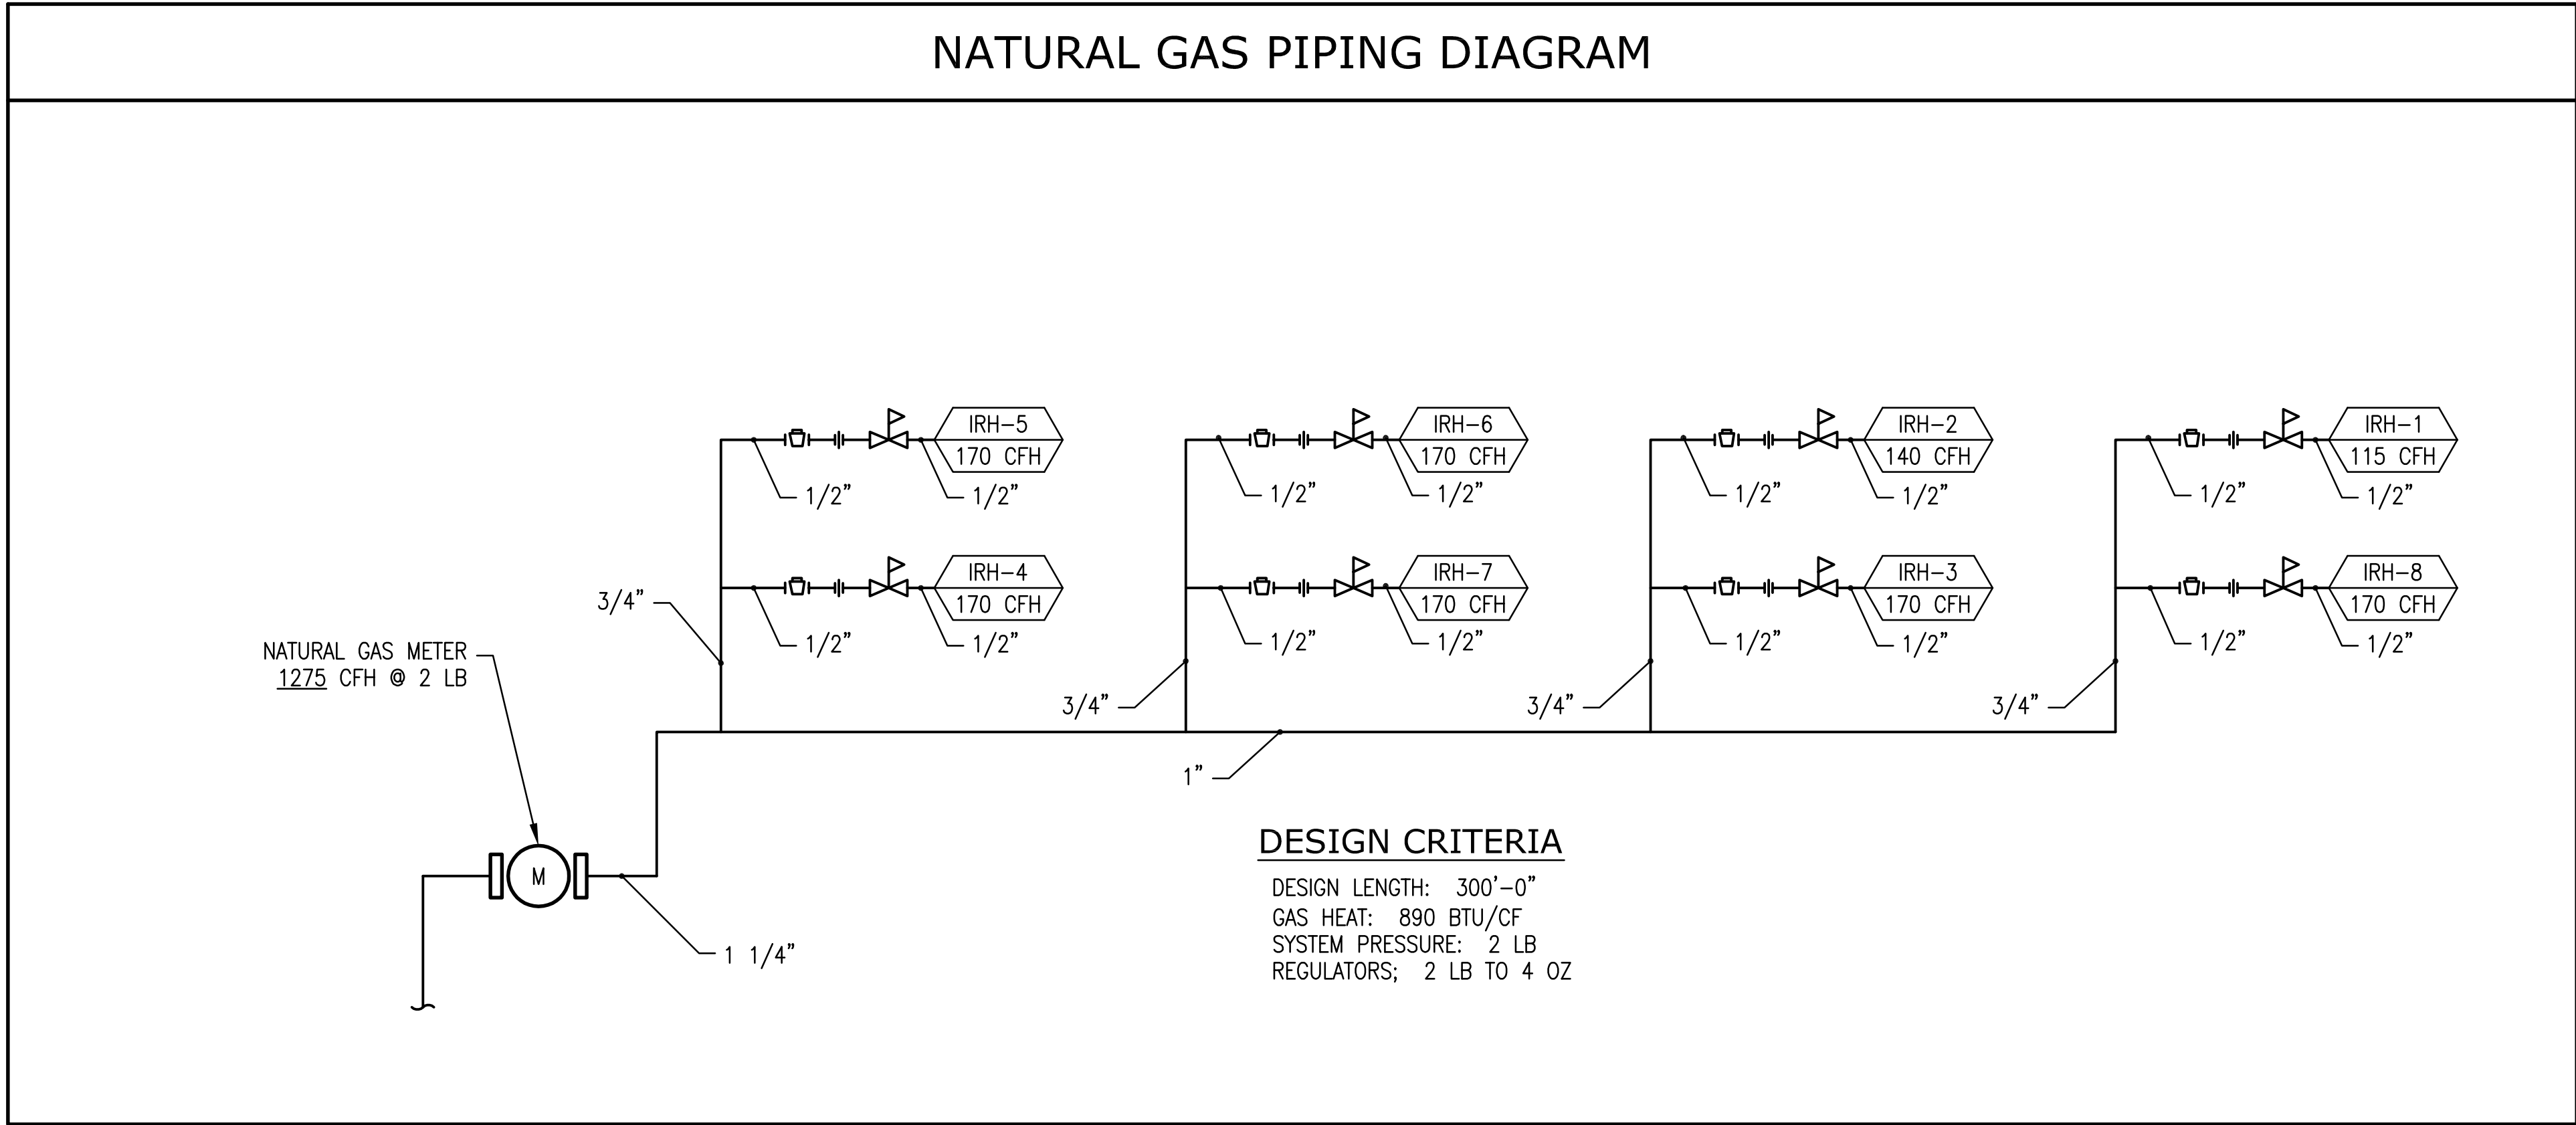 NATURAL GAS PIPING DIAGRAM
IRH-5
170 CFH
1/2"
1/2"
IRH-6
170 CFH
1/2"
1/2"
IRH-2
140 CFH
1/2"
1/2"
IRH-1
115 CFH
1/2"
1/2"
IRH-4
170 CFH
1/2"
1/2"
IRH-7
170 CFH
1/2"
1/2"
IRH-3
170 CFH
1/2"
1/2"
IRH-8
170 CFH
1/2"
1/2"
3/4"
3/4"
3/4"
3/4"
NATURAL GAS METER
1275 CFH @ 2 LB
1"
M
1 1/4"
DESIGN CRITERIA
DESIGN LENGTH: 300'-0"
GAS HEAT: 890 BTU/CF
SYSTEM PRESSURE: 2 LB
REGULATORS; 2 LB TO 4 OZ